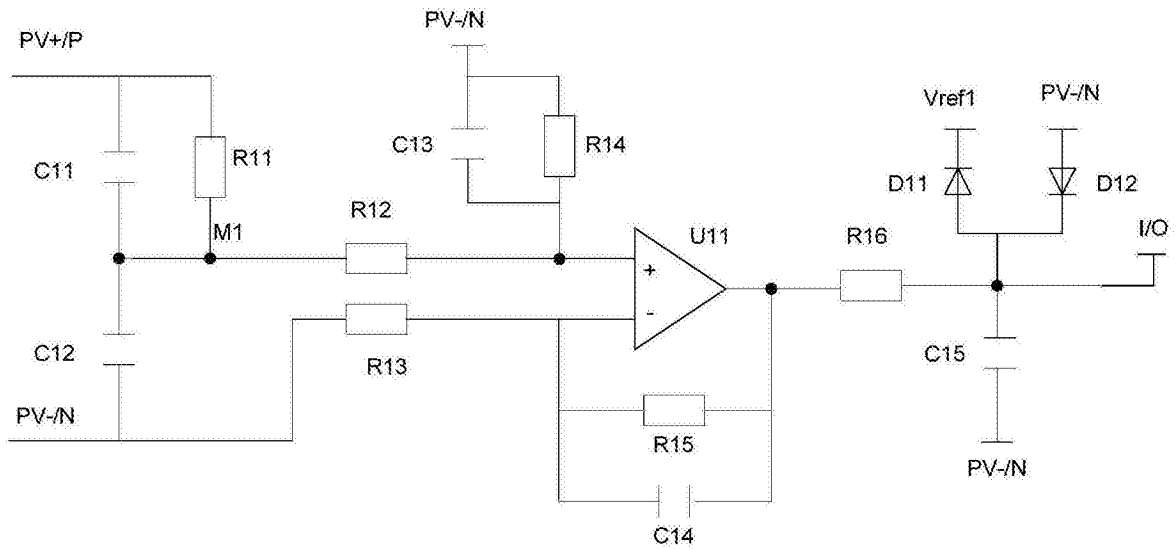 PV+/P
PV-/N
Vref1
PV-/N
C11
R11
C13
R14
D11
D12
R12
M1
U11
R16
I/O
+
-
C12
R13
C15
PV-/N
R15
PV-/N
C14